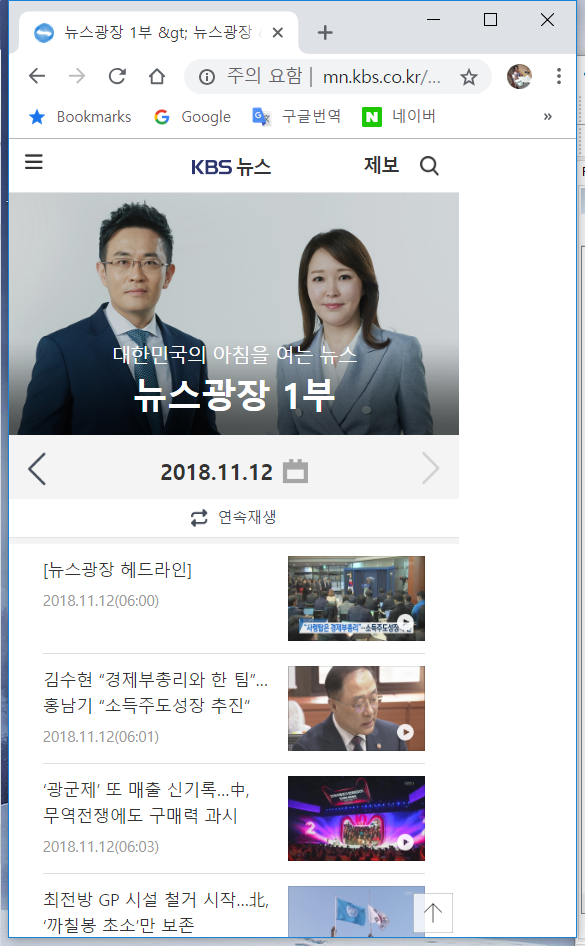 뉴스광장 1부 &gt; 뉴스광장
주의 요함 | mn.kbs.co.kr/...
Bookmarks Google 구글번역 네이버 »
KBS 뉴스 제보
대한민국의 아침을 여는 뉴스
뉴스광장 1부
2018.11.12
연속재생
[뉴스광장 헤드라인]
2018.11.12(06:00)
"사령탑은 경제부총리"…소득주도성장
김수현 “경제부총리와 한 팀”...
홍남기 “소득주도성장 추진”
2018.11.12(06:01)
‘광군제’ 또 매출 신기록...中,
무역전쟁에도 구매력 과시
2018.11.12(06:03)
최전방 GP 시설 철거 시작...北,
‘까칠봉 초소’만 보존